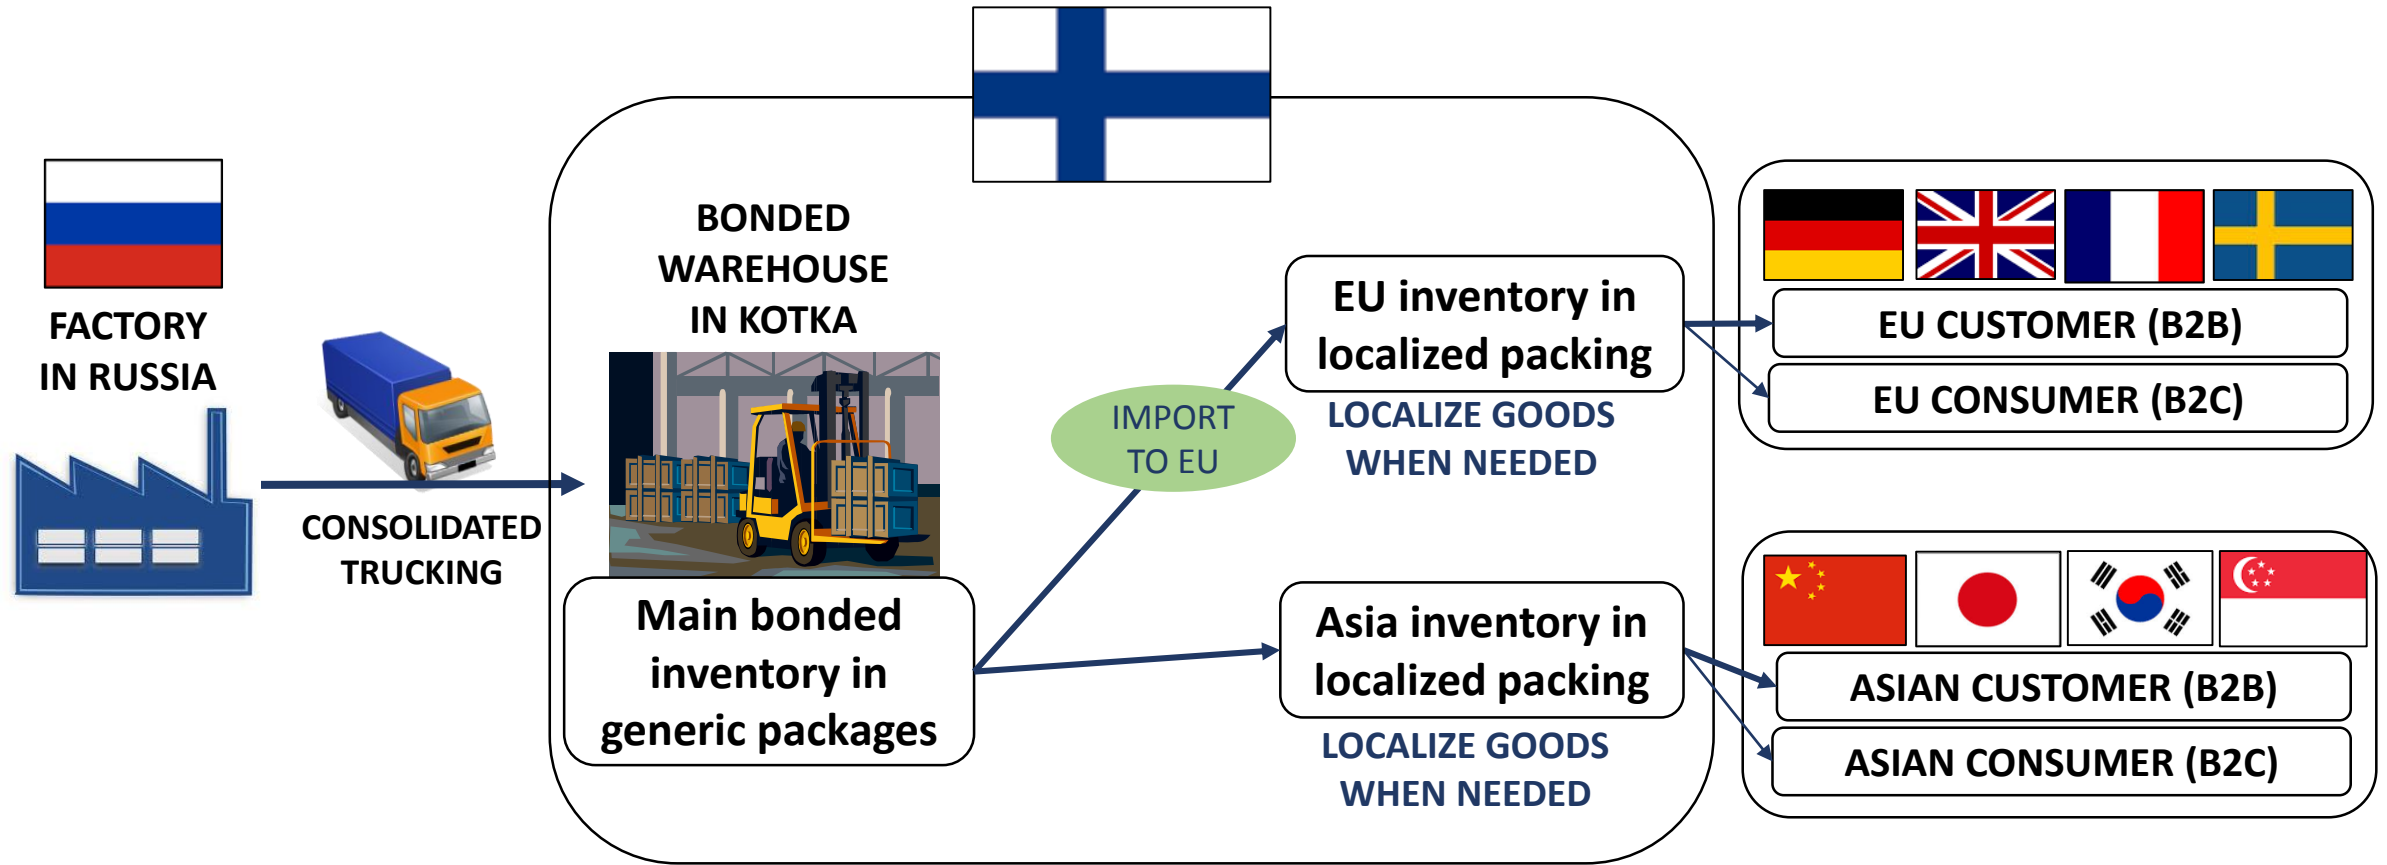 FACTORY
IN RUSSIA
CONSOLIDATED
TRUCKING
BONDED
WAREHOUSE
IN KOTKA
Main bonded
inventory in
generic packages
IMPORT
TO EU
EU inventory in
localized packing
LOCALIZE GOODS
WHEN NEEDED
Asia inventory in
localized packing
LOCALIZE GOODS
WHEN NEEDED
EU CUSTOMER (B2B)
EU CONSUMER (B2C)
ASIAN CUSTOMER (B2B)
ASIAN CONSUMER (B2C)